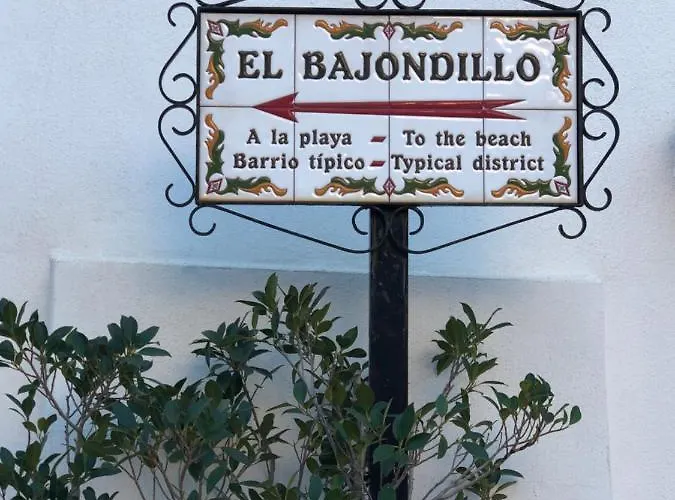 EL BAJONDILLO
A la playa - To the beach
Barrio típico - Typical district